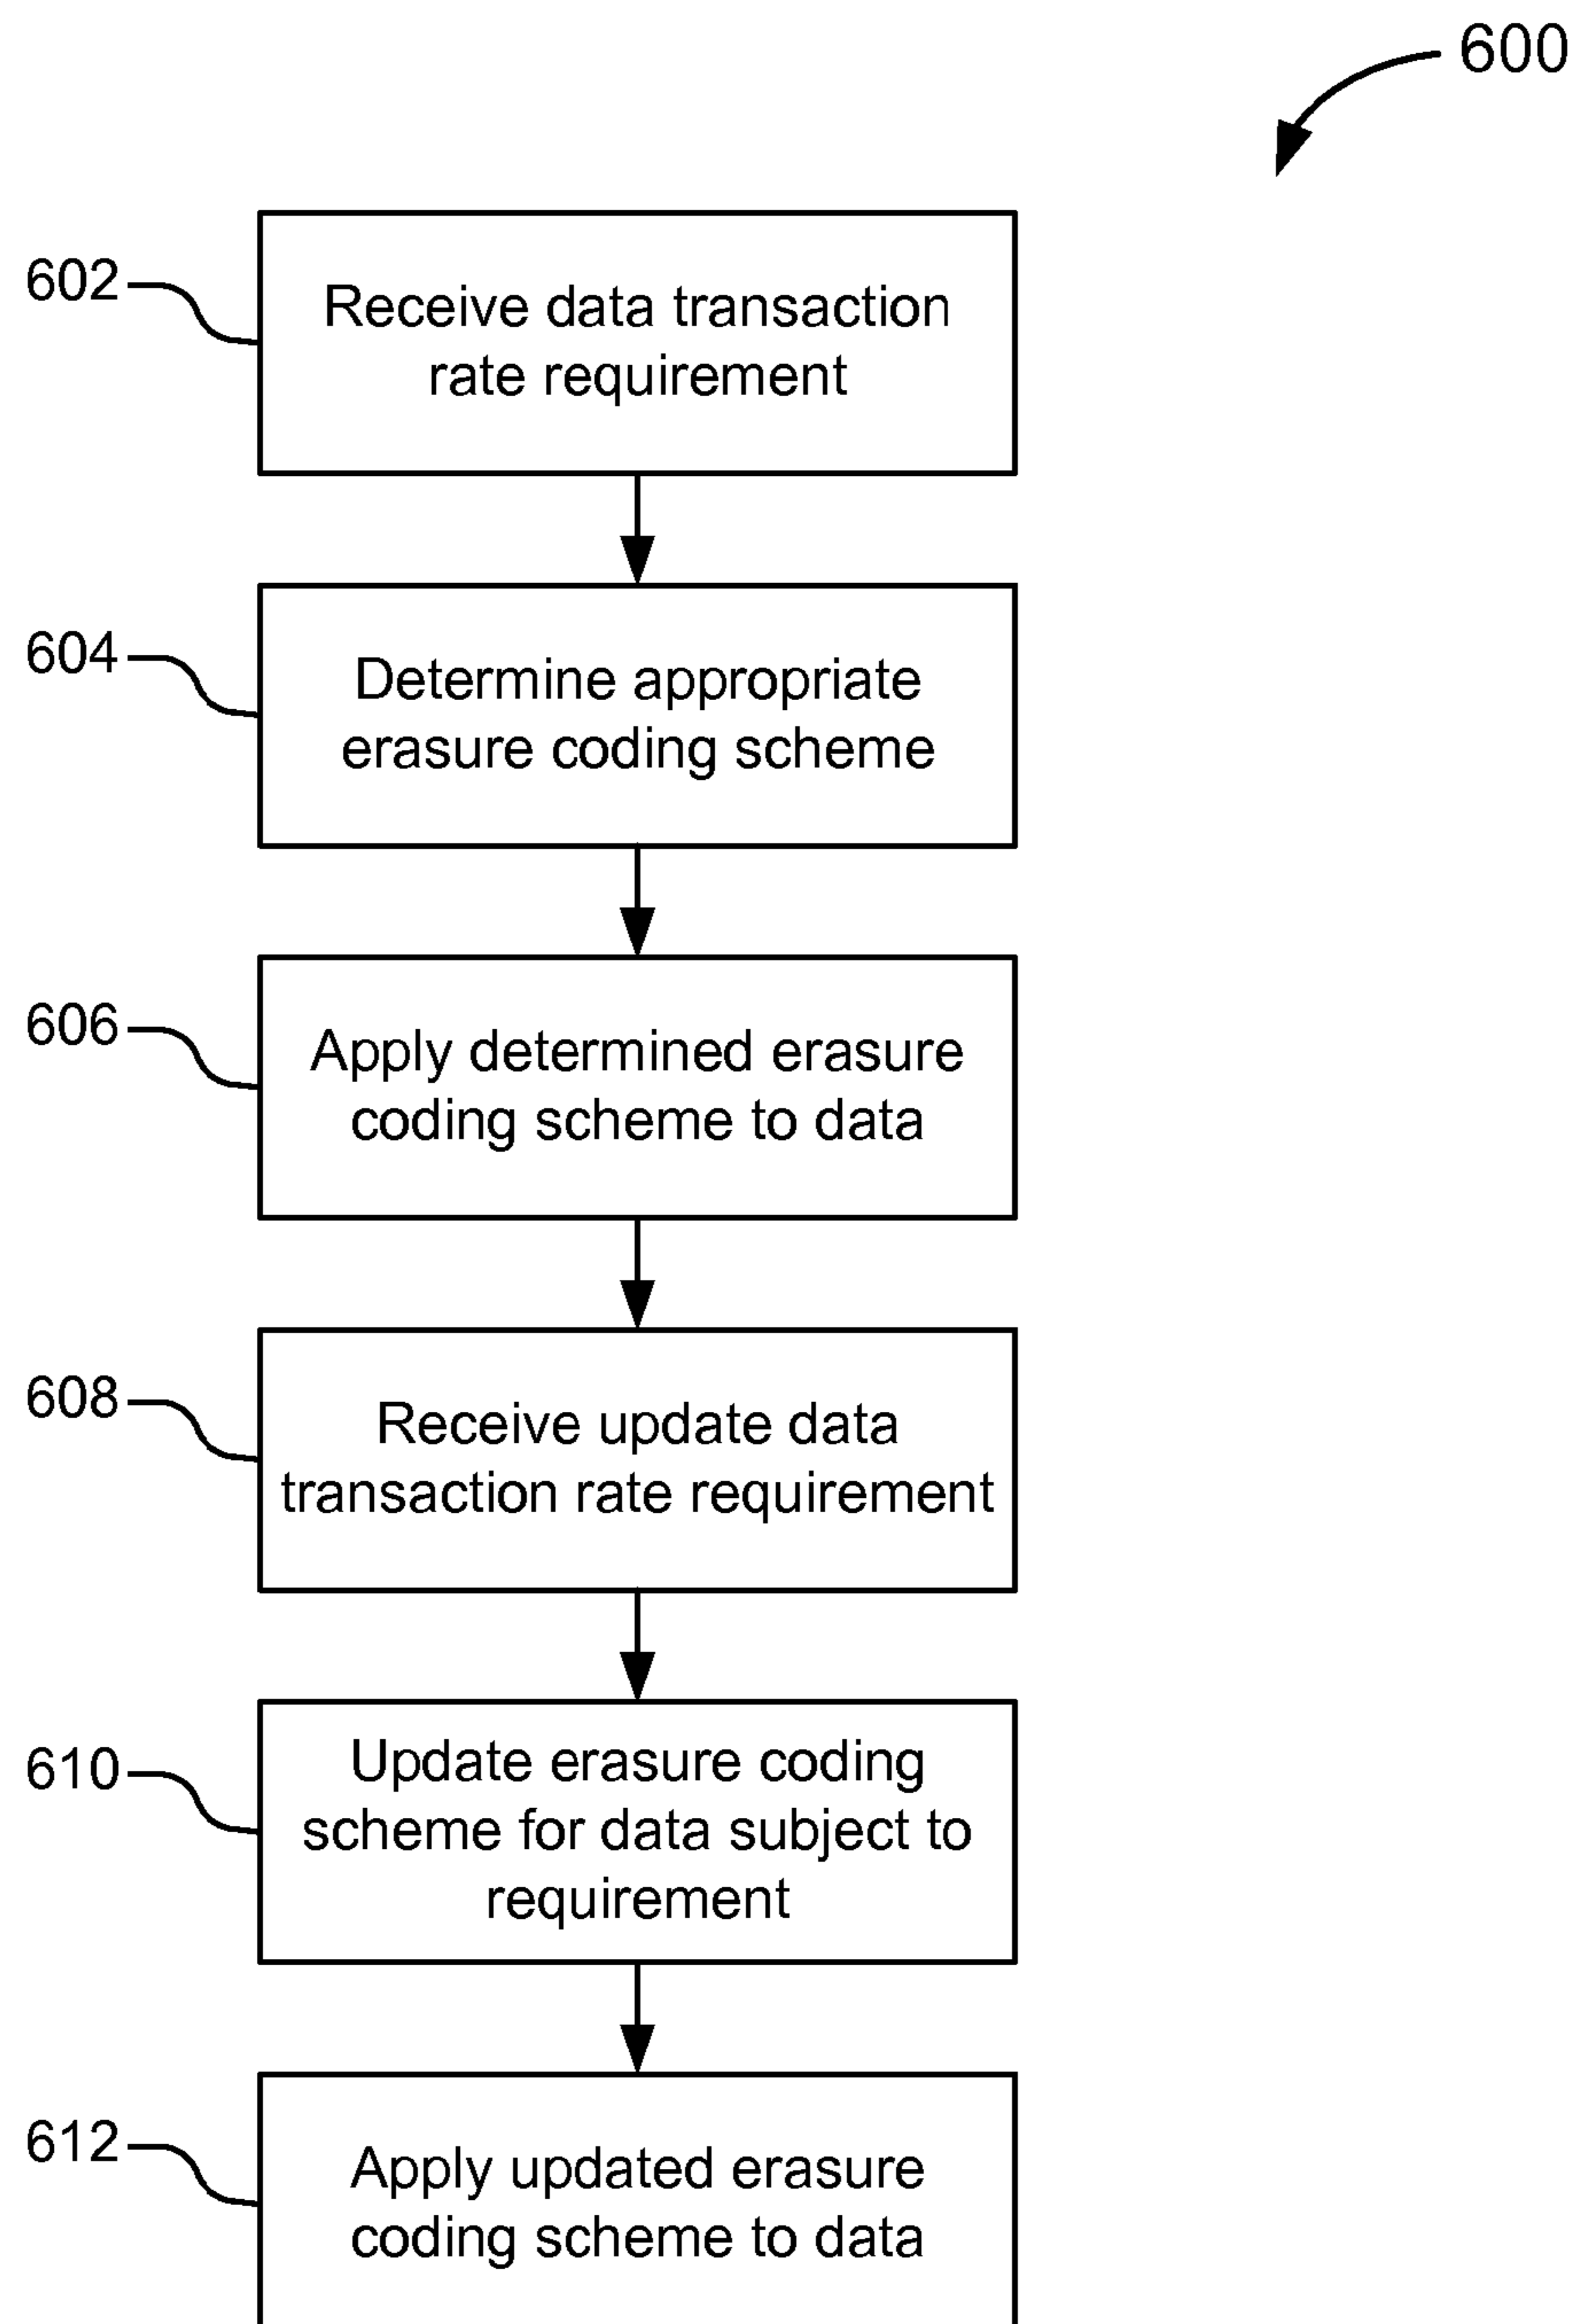 600
602
Receive data transaction
rate requirement
604
Determine appropriate
erasure coding scheme
606
Apply determined erasure
coding scheme to data
608
Receive update data
transaction rate requirement
610
Update erasure coding
scheme for data subject to
requirement
612
Apply updated erasure
coding scheme to data